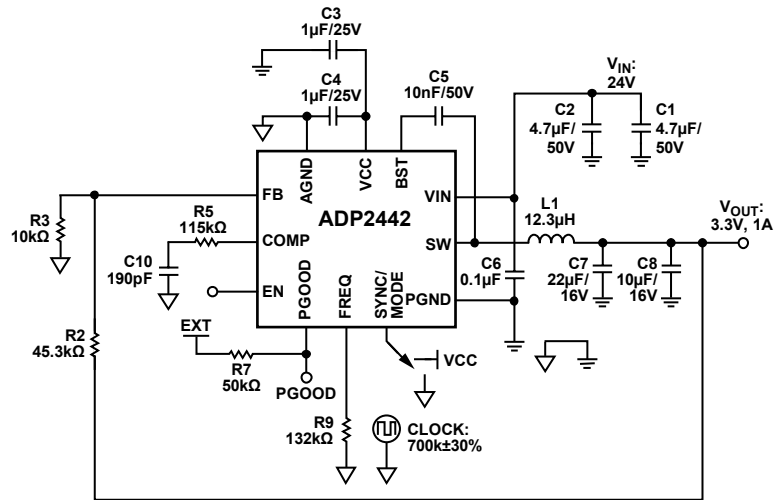 C3
1µF/25V
C4
1µF/25V
C5
10nF/50V
V_IN:
24V
C2
4.7µF/
50V
C1
4.7µF/
50V
AGND
VCC
BST
FB
VIN
ADP2442
R3
10kΩ
R5
115kΩ
COMP
SW
L1
12.3µH
V_OUT:
3.3V, 1A
C10
190pF
EN
PGOOD
FREQ
SYNC/
MODE
PGND
C6
0.1µF
C7
22µF/
16V
C8
10µF/
16V
R2
45.3kΩ
EXT
R7
50kΩ
PGOOD
VCC
R9
132kΩ
CLOCK:
700k±30%